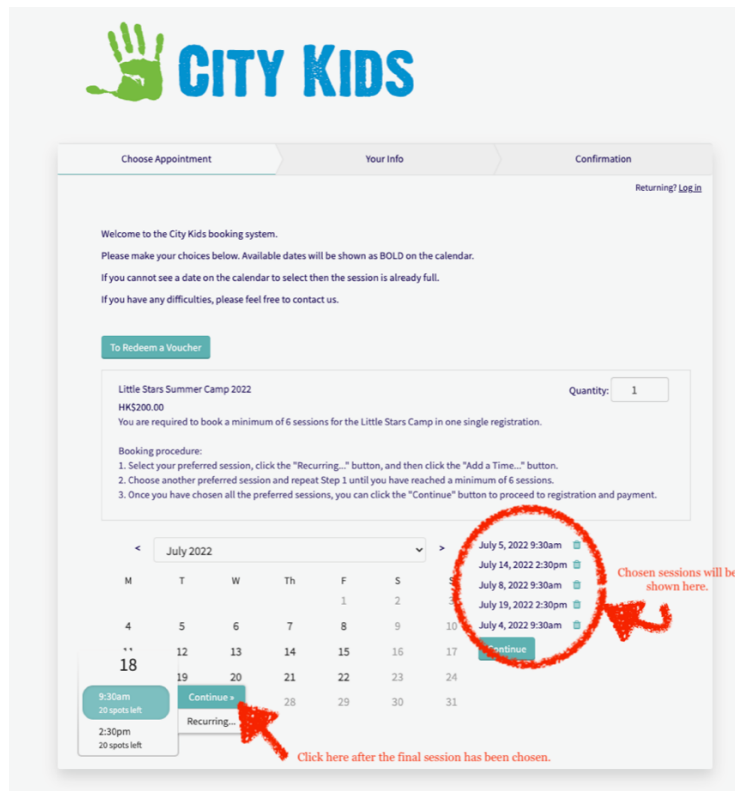 CITY KIDS
Choose Appointment
Your Info
Confirmation
Returning? Log in
Welcome to the City Kids booking system.
Please make your choices below. Available dates will be shown as BOLD on the calendar.
If you cannot see a date on the calendar to select then the session is already full.
If you have any difficulties, please feel free to contact us.
To Redeem a Voucher
Little Stars Summer Camp 2022
Quantity: 1
HK$200.00
You are required to book a minimum of 6 sessions for the Little Stars Camp in one single registration.
Booking procedure:
1. Select your preferred session, click the "Recurring..." button, and then click the "Add a Time..." button.
2. Choose another preferred session and repeat Step 1 until you have reached a minimum of 6 sessions.
3. Once you have chosen all the preferred sessions, you can click the "Continue" button to proceed to registration and payment.
< July 2022 >
M T W Th F S S
1 2 3
4 5 6 7 8 9 10
12 13 14 15 16 17
19 20 21 22 23 24
28 29 30 31
18
9:30am
20 spots left
2:30pm
20 spots left
Continue »
Recurring...
July 5, 2022 9:30am
July 14, 2022 2:30pm
July 8, 2022 9:30am
July 19, 2022 2:30pm
July 4, 2022 9:30am
Continue
Chosen sessions will be
shown here.
Click here after the final session has been chosen.